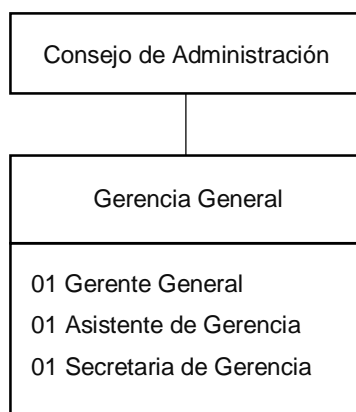 Consejo de Administración
Gerencia General
01 Gerente General
01 Asistente de Gerencia
01 Secretaria de Gerencia